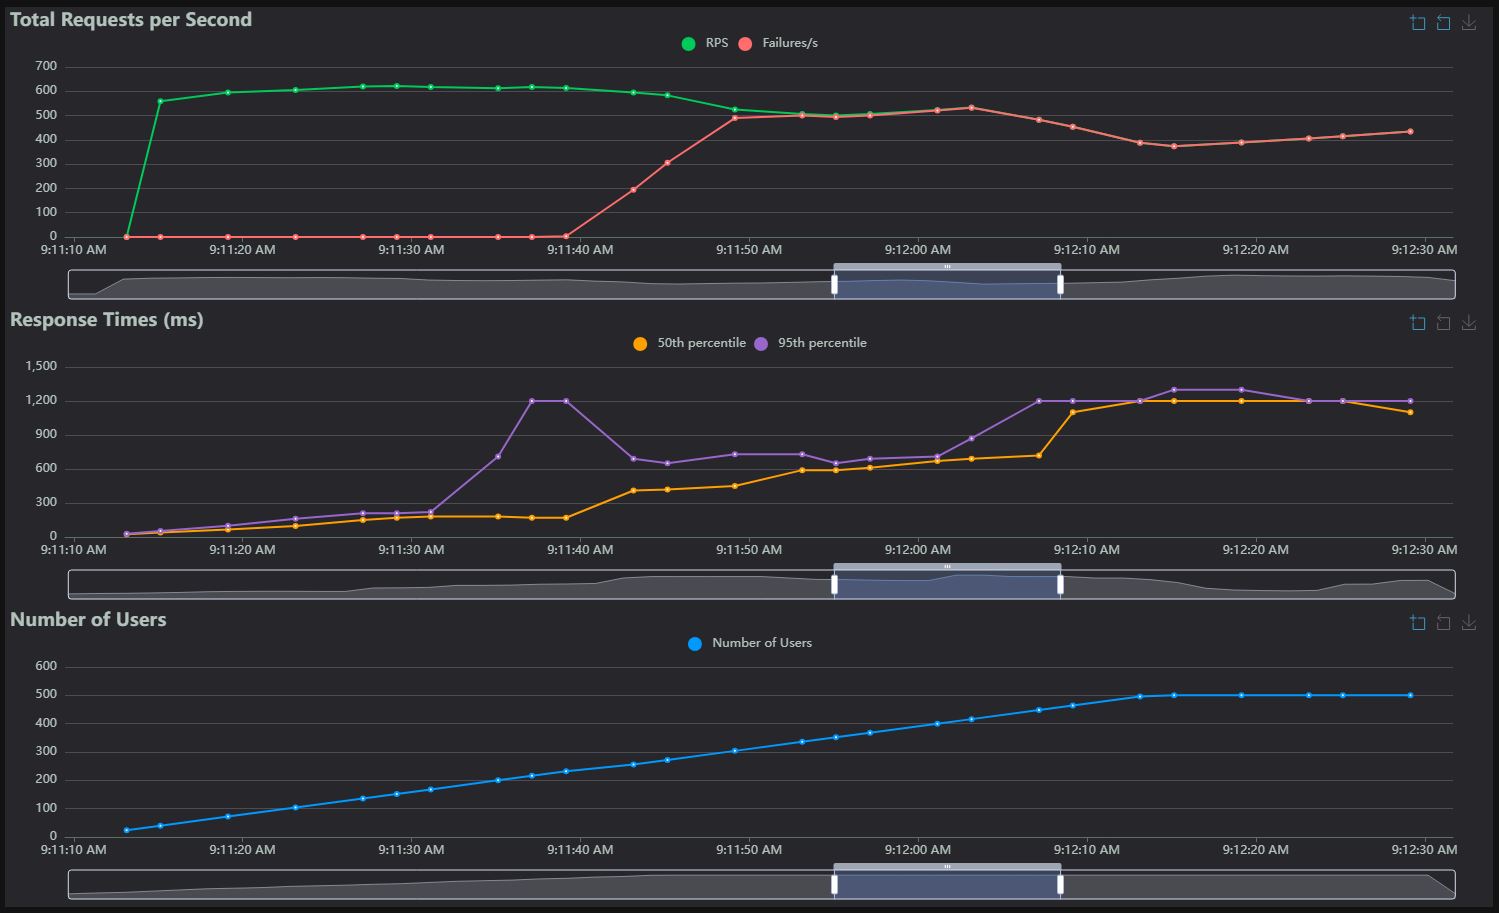 Total Requests per Second
RPS Failures/s
700
600
500
400
300
200
100
0
9:11:10 AM 9:11:20 AM 9:11:30 AM 9:11:40 AM 9:11:50 AM 9:12:00 AM 9:12:10 AM 9:12:20 AM 9:12:30 AM
Response Times (ms)
50th percentile 95th percentile
1,500
1,200
900
600
300
0
9:11:10 AM 9:11:20 AM 9:11:30 AM 9:11:40 AM 9:11:50 AM 9:12:00 AM 9:12:10 AM 9:12:20 AM 9:12:30 AM
Number of Users
Number of Users
600
500
400
300
200
100
0
9:11:10 AM 9:11:20 AM 9:11:30 AM 9:11:40 AM 9:11:50 AM 9:12:00 AM 9:12:10 AM 9:12:20 AM 9:12:30 AM